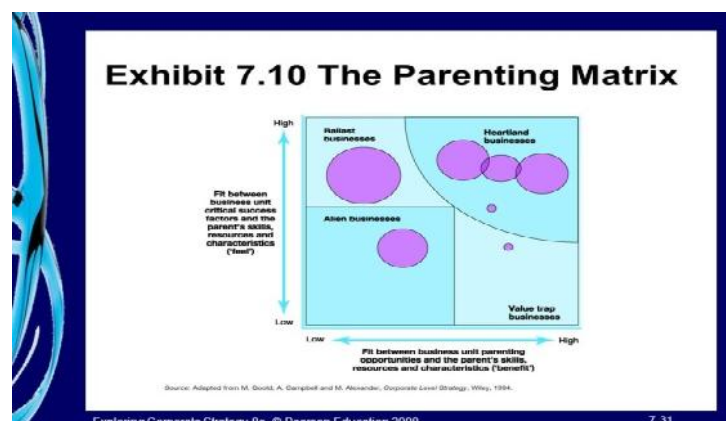 Exhibit 7.10 The Parenting Matrix
High
Ballast
businesses
Heartland
businesses
Fit between
business unit
critical success
factors and the
parent's skills,
resources and
characteristics
('feel')
Alien businesses
Value trap
businesses
Low
Low
High
Fit between business unit parenting
opportunities and the parent's skills,
resources and characteristics ('benefit')
Source: Adapted from M. Goold, A. Campbell and M. Alexander, Corporate Level Strategy, Wiley, 1994.
Exploring Corporate Strategy 8e, © Pearson Education 2008
7-31